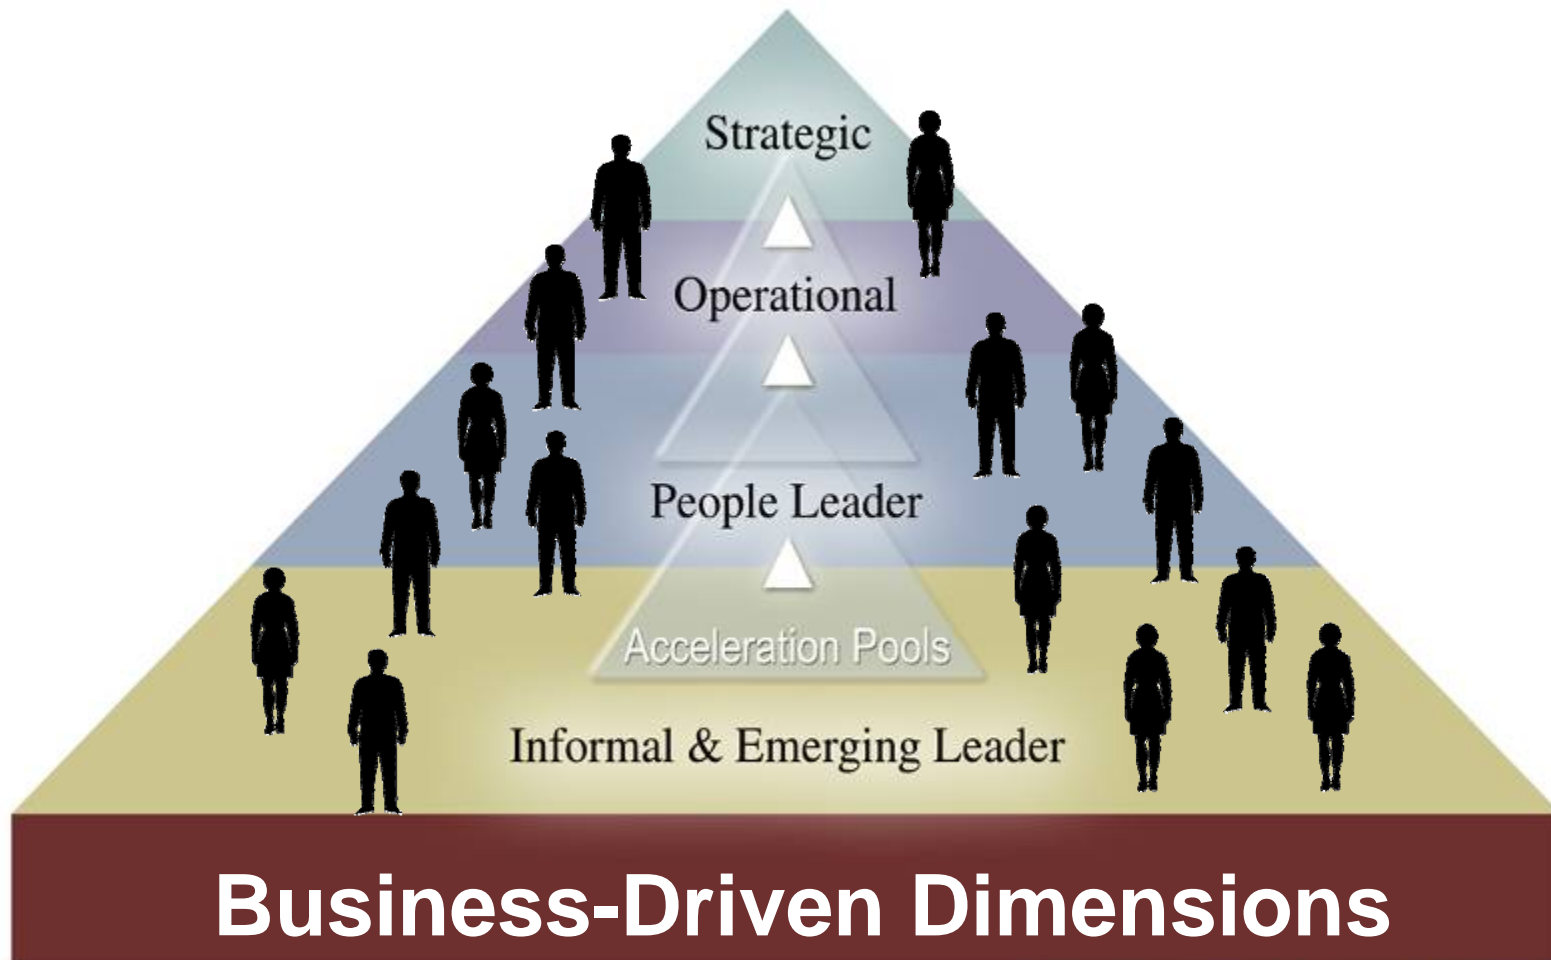 Strategic
Operational
People Leader
Acceleration Pools
Informal & Emerging Leader
Business-Driven Dimensions